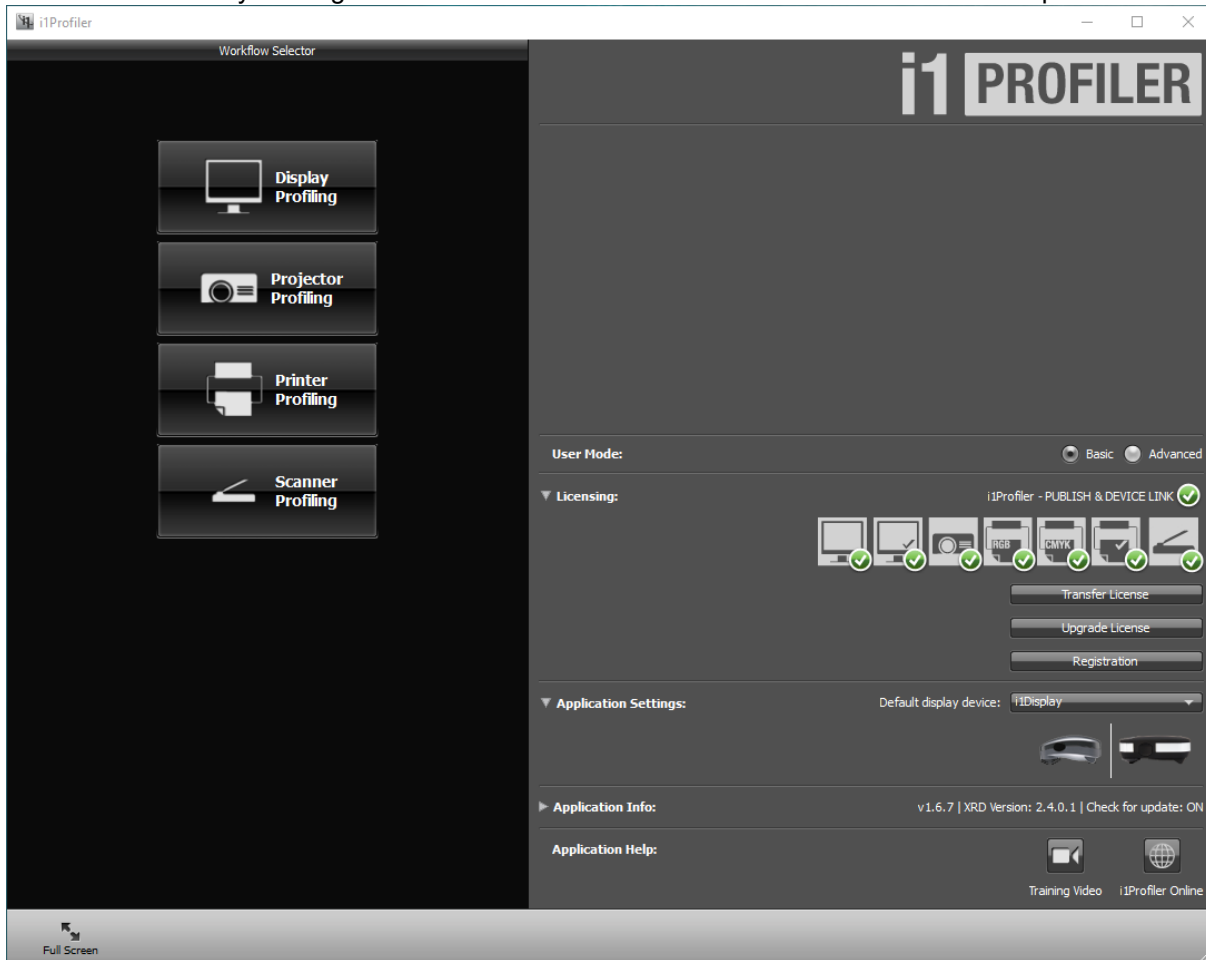 i1Profiler
Workflow Selector
i1 PROFILER
Display
Profiling
Projector
Profiling
Printer
Profiling
Scanner
Profiling
User Mode:
Basic
Advanced
Licensing:
i1Profiler - PUBLISH & DEVICE LINK
RGB
CMYK
Transfer License
Upgrade License
Registration
Application Settings:
Default display device:
i1Display
Application Info:
v1.6.7 | XRD Version: 2.4.0.1 | Check for update: ON
Application Help:
Training Video
i1Profiler Online
Full Screen